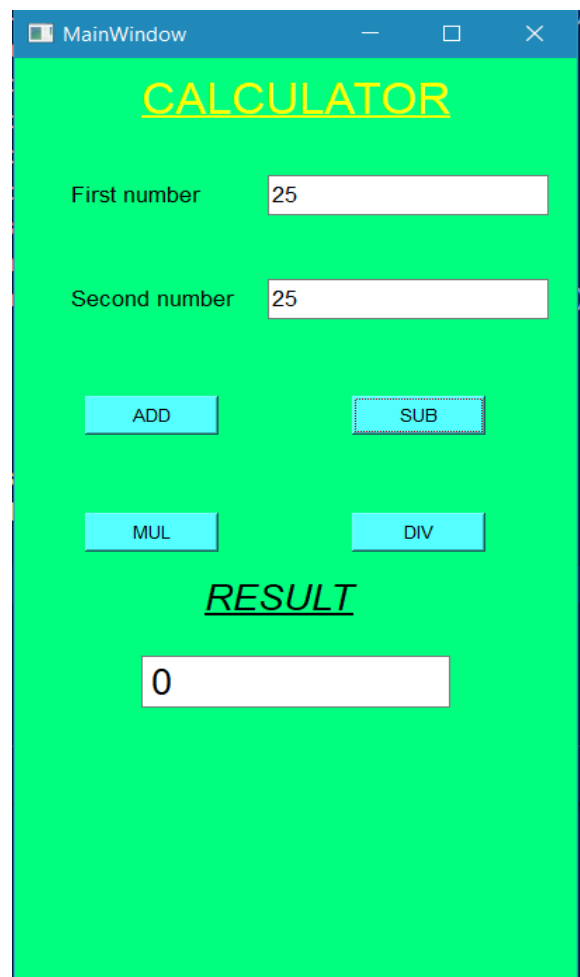 MainWindow
CALCULATOR
First number 25
Second number 25
ADD SUB
MUL DIV
RESULT
0